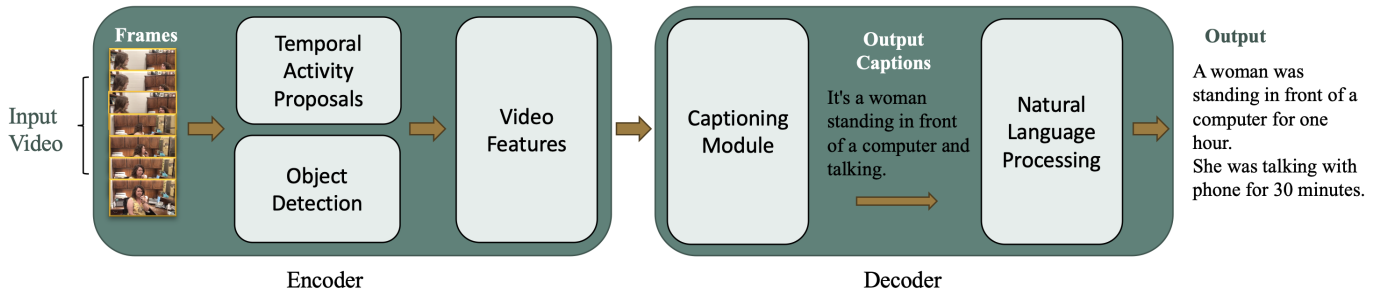 Input
Video
Frames
Temporal
Activity
Proposals
Object
Detection
Video
Features
Encoder
Captioning
Module
Output
Captions
It's a woman
standing in front
of a computer and
talking.
Natural
Language
Processing
Decoder
Output
A woman was
standing in front of a
computer for one
hour.
She was talking with
phone for 30 minutes.